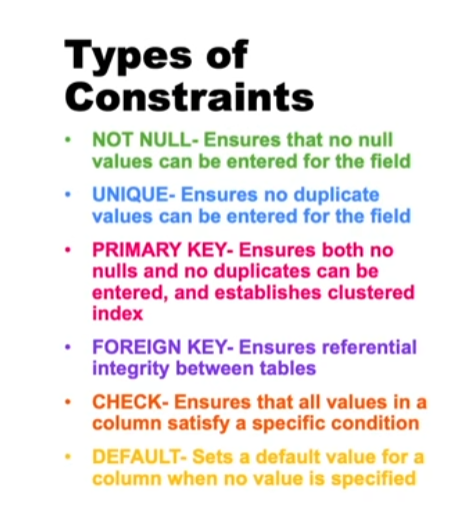 Types of
Constraints
• NOT NULL- Ensures that no null
values can be entered for the field
• UNIQUE- Ensures no duplicate
values can be entered for the field
• PRIMARY KEY- Ensures both no
nulls and no duplicates can be
entered, and establishes clustered
index
• FOREIGN KEY- Ensures referential
integrity between tables
• CHECK- Ensures that all values in a
column satisfy a specific condition
• DEFAULT- Sets a default value for a
column when no value is specified